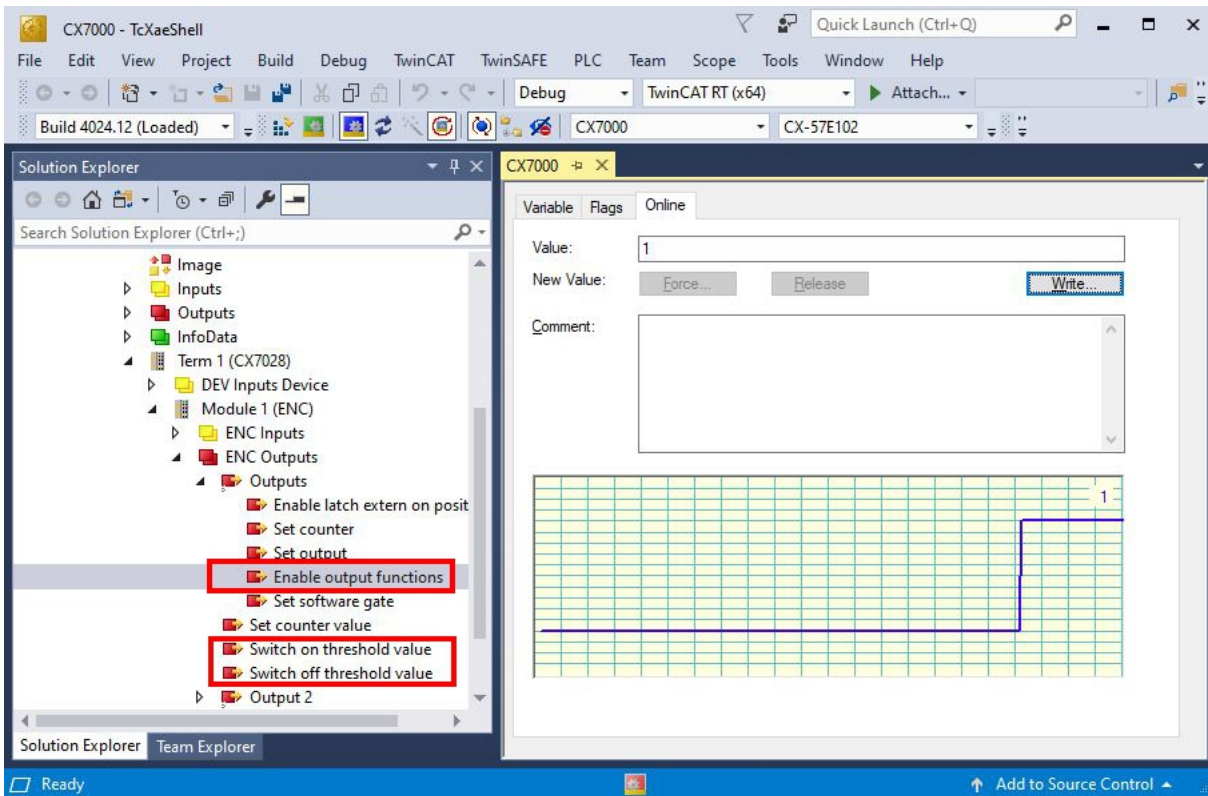 CX7000 - TcXaeShell
Quick Launch (Ctrl+Q)
File Edit View Project Build Debug TwinCAT TwinSAFE PLC Team Scope Tools Window Help
Debug TwinCAT RT (x64) Attach...
Build 4024.12 (Loaded) CX7000 CX-57E102
Solution Explorer
Search Solution Explorer (Ctrl+;)
Image
Inputs
Outputs
InfoData
Term 1 (CX7028)
DEV Inputs Device
Module 1 (ENC)
ENC Inputs
ENC Outputs
Outputs
Enable latch extern on posit
Set counter
Set output
Enable output functions
Set software gate
Set counter value
Switch on threshold value
Switch off threshold value
Output 2
Solution Explorer Team Explorer
CX7000
Variable Flags Online
Value: 1
New Value: Force... Release Write...
Comment:
1
Ready Add to Source Control